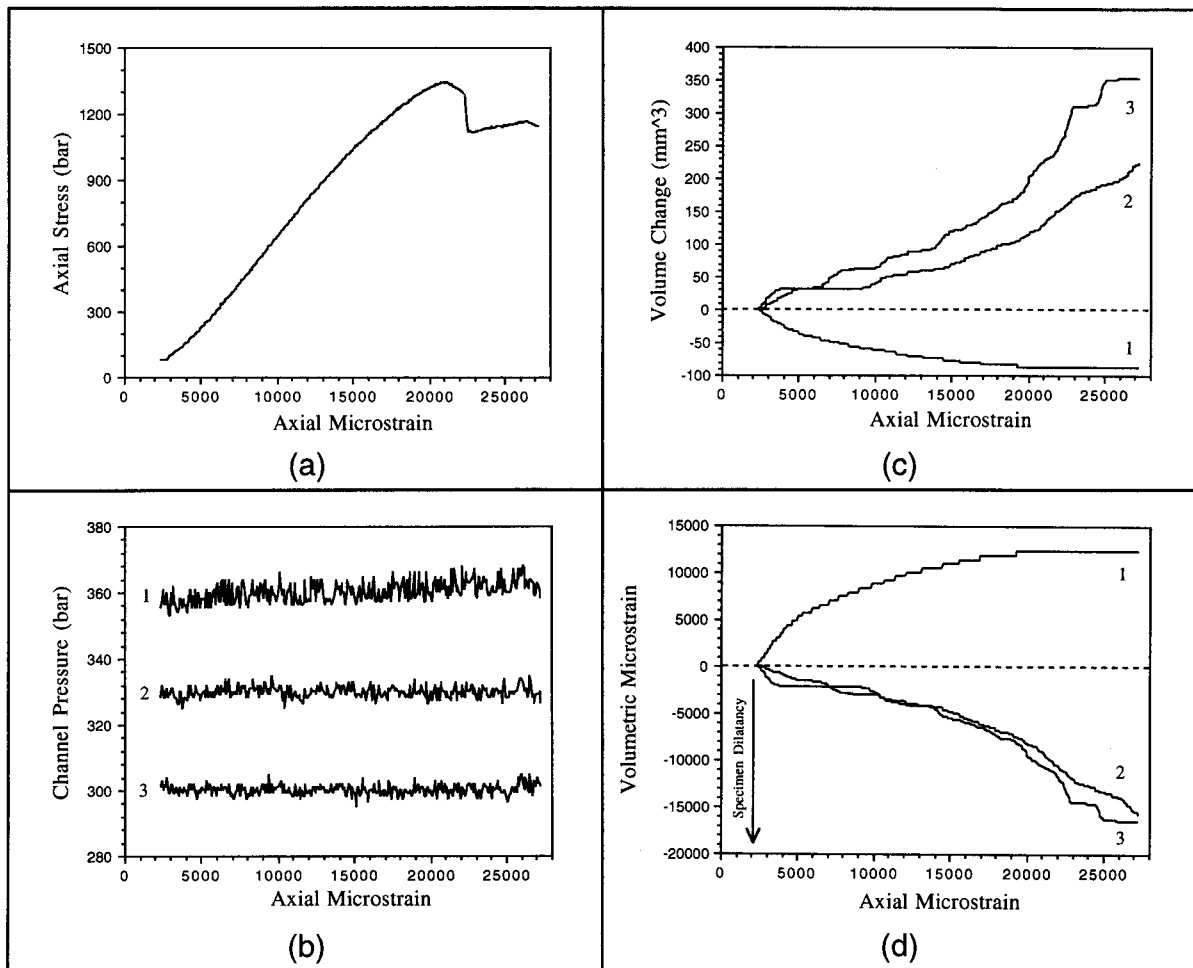 1500
1200
900
600
300
0
Axial Stress (bar)
0 5000 10000 15000 20000 25000
Axial Microstrain
(a)
400
350
300
250
200
150
100
50
0
-50
-100
Volume Change (mm^3)
3
2
1
0 5000 10000 15000 20000 25000
Axial Microstrain
(c)
380
360
340
320
300
280
Channel Pressure (bar)
1
2
3
0 5000 10000 15000 20000 25000
Axial Microstrain
(b)
15000
10000
5000
0
-5000
-10000
-15000
-20000
Volumetric Microstrain
Specimen Dilatancy
1
2
3
0 5000 10000 15000 20000 25000
Axial Microstrain
(d)